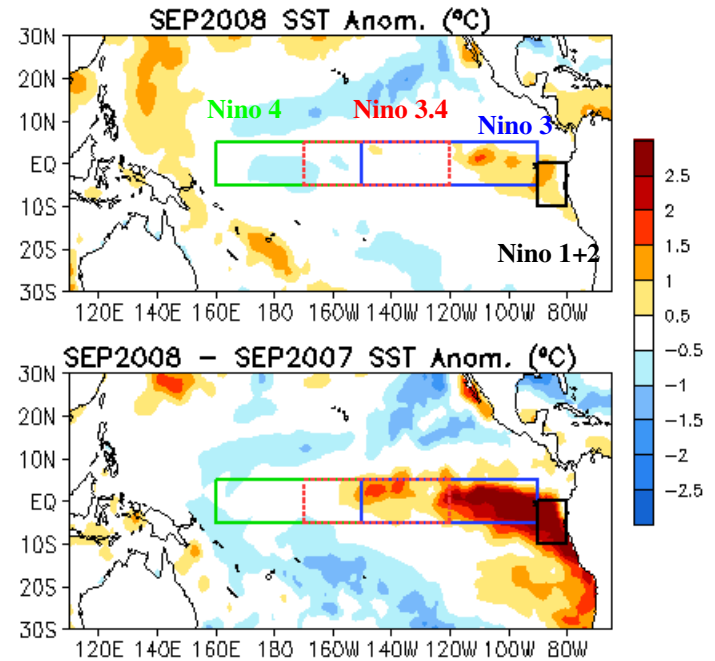 SEP2008 SST Anom. (ºC)
30N
20N
10N
EQ
10S
20S
30S
Nino 4
Nino 3.4
Nino 3
Nino 1+2
120E 140E 160E 180 160W 140W 120W 100W 80W
SEP2008 – SEP2007 SST Anom. (ºC)
30N
20N
10N
EQ
10S
20S
30S
120E 140E 160E 180 160W 140W 120W 100W 80W
2.5
2
1.5
1
0.5
−0.5
−1
−1.5
−2
−2.5